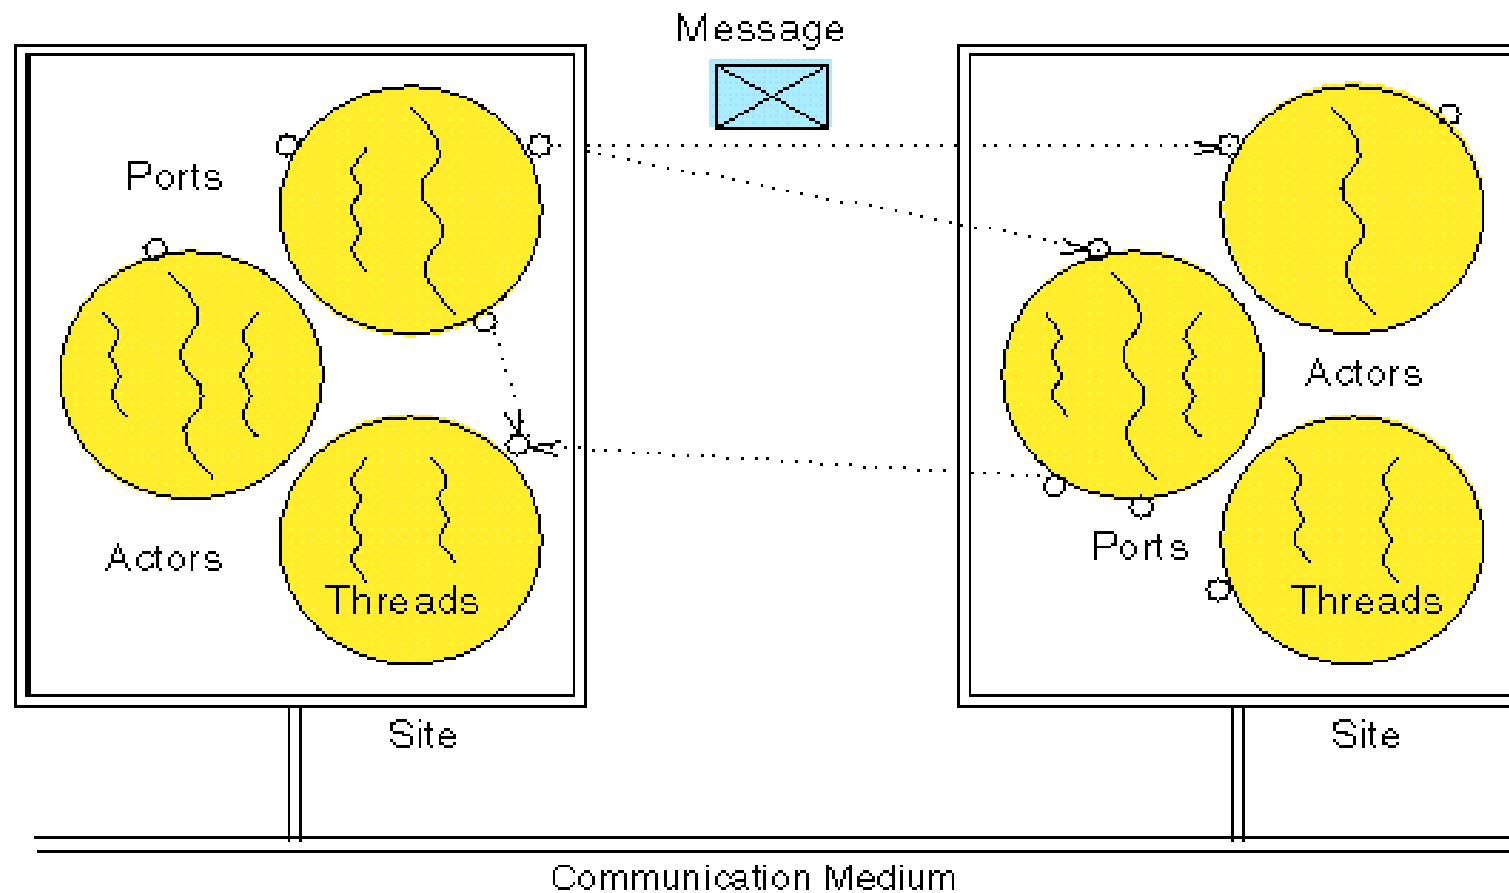 Message
Ports
Actors
Actors
Ports
Threads
Threads
Site
Site
Communication Medium